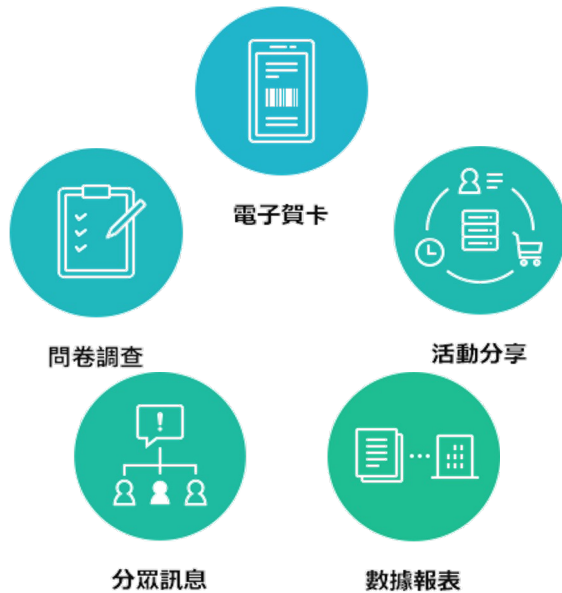 電子賀卡
問卷調查
活動分享
分眾訊息
數據報表